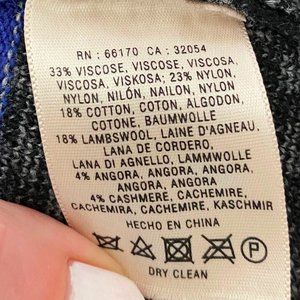 RN : 66170 CA : 32054
33% VISCOSE, VISCOSE, VISCOSA,
VISCOSA, VISKOSA; 23% NYLON,
NYLON, NILÓN, NAILON, NYLON
18% COTTON, COTON, ALGODON,
COTONE, BAUMWOLLE
18% LAMBSWOOL, LAINE D'AGNEAU.
LANA DE CORDERO,
LANA DI AGNELLO, LAMMWOLLE
4% ANGORA, ANGORA, ANGORA,
ANGORA, ANGORA
4% CASHMERE, CACHEMIRE,
CACHEMIRA, CACHEMIRE, KASCHMIR
HECHO EN CHINA
P
DRY CLEAN